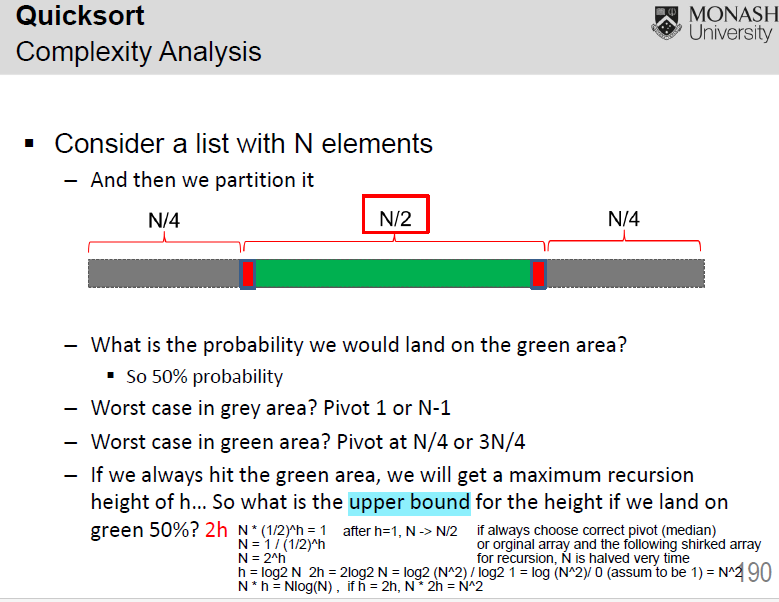 Quicksort
MONASH
University
Complexity Analysis
▪ Consider a list with N elements
– And then we partition it
N/4 N/2 N/4
– What is the probability we would land on the green area?
▪ So 50% probability
– Worst case in grey area? Pivot 1 or N-1
– Worst case in green area? Pivot at N/4 or 3N/4
– If we always hit the green area, we will get a maximum recursion
height of h... So what is the upper bound for the height if we land on
green 50%? 2h
N * (1/2)^h = 1 after h=1, N -> N/2 if always choose correct pivot (median)
N = 1 / (1/2)^h or orginal array and the following shirked array
N = 2^h for recursion, N is halved very time
h = log2 N 2h = 2log2 N = log2 (N^2) / log2 1 = log (N^2)/ 0 (assum to be 1) = N^2
N * h = Nlog(N) , if h = 2h, N * 2h = N^2
190